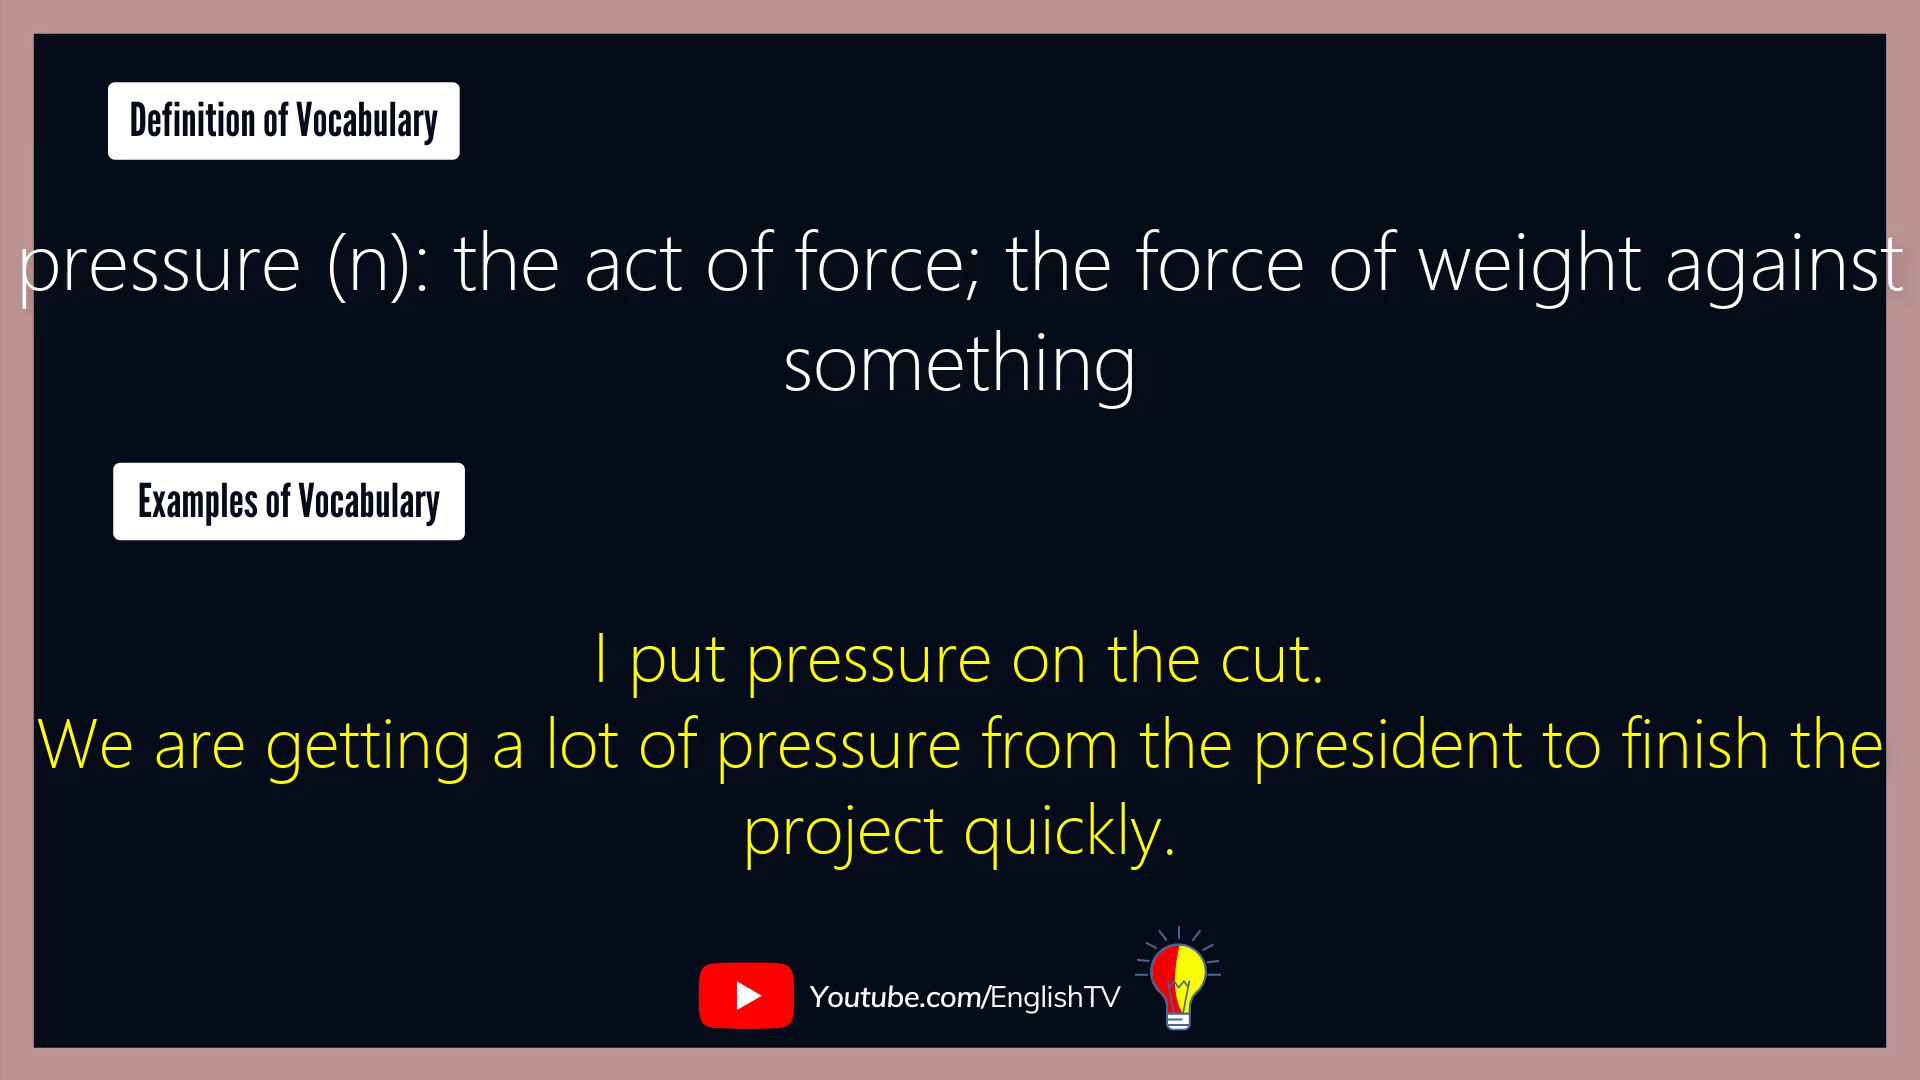 Definition of Vocabulary
pressure (n): the act of force; the force of weight against
something
Examples of Vocabulary
I put pressure on the cut.
We are getting a lot of pressure from the president to finish the
project quickly.
Youtube.com/EnglishTV